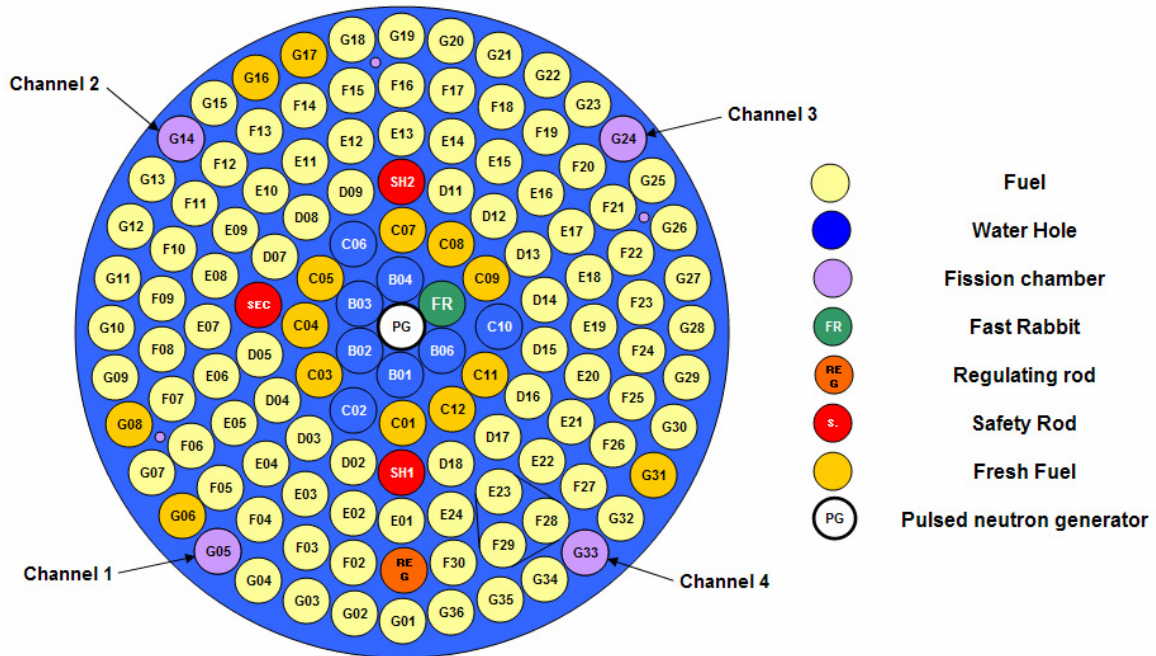 G18 G19 G20
G17 G21
G16 G22
Channel 2
F15 F16 F17
G15 F14 F18 G23
Channel 3
F13 E13 F19
G14 E12 E14 G24
F12 E11 E15 F20
G13 SH2 G25
Fuel
E10 D09 D11 E16
F11 F21
D08 D12
G12 E09 C07 E17 G26
Water Hole
F10 C06 C08 F22
D07 D13
G11 E08 C05 B04 C09 E18 G27
Fission chamber
F09 SEC B03 FR D14 F23
G10 E07 C04 PG C10 E19 G28
FR Fast Rabbit
F08 D05 B02 B06 D15 F24
G09 E06 C03 B01 C11 E20 G29
RE
G
Regulating rod
F07 D04 D16 F25
C02 C12
G08 E05 C01 E21 G30
S. Safety Rod
F06 D03 D17 F26
G07 E04 D02 SH1 D18 E22 G31
Fresh Fuel
F05 F27
E03 E23
G06 F04 E02 E01 E24 F28 G32
PG Pulsed neutron generator
F03 F29
G05 F02 F30 G33
RE
G
Channel 1
G04 G34
Channel 4
G03 G35
G02 G01 G36